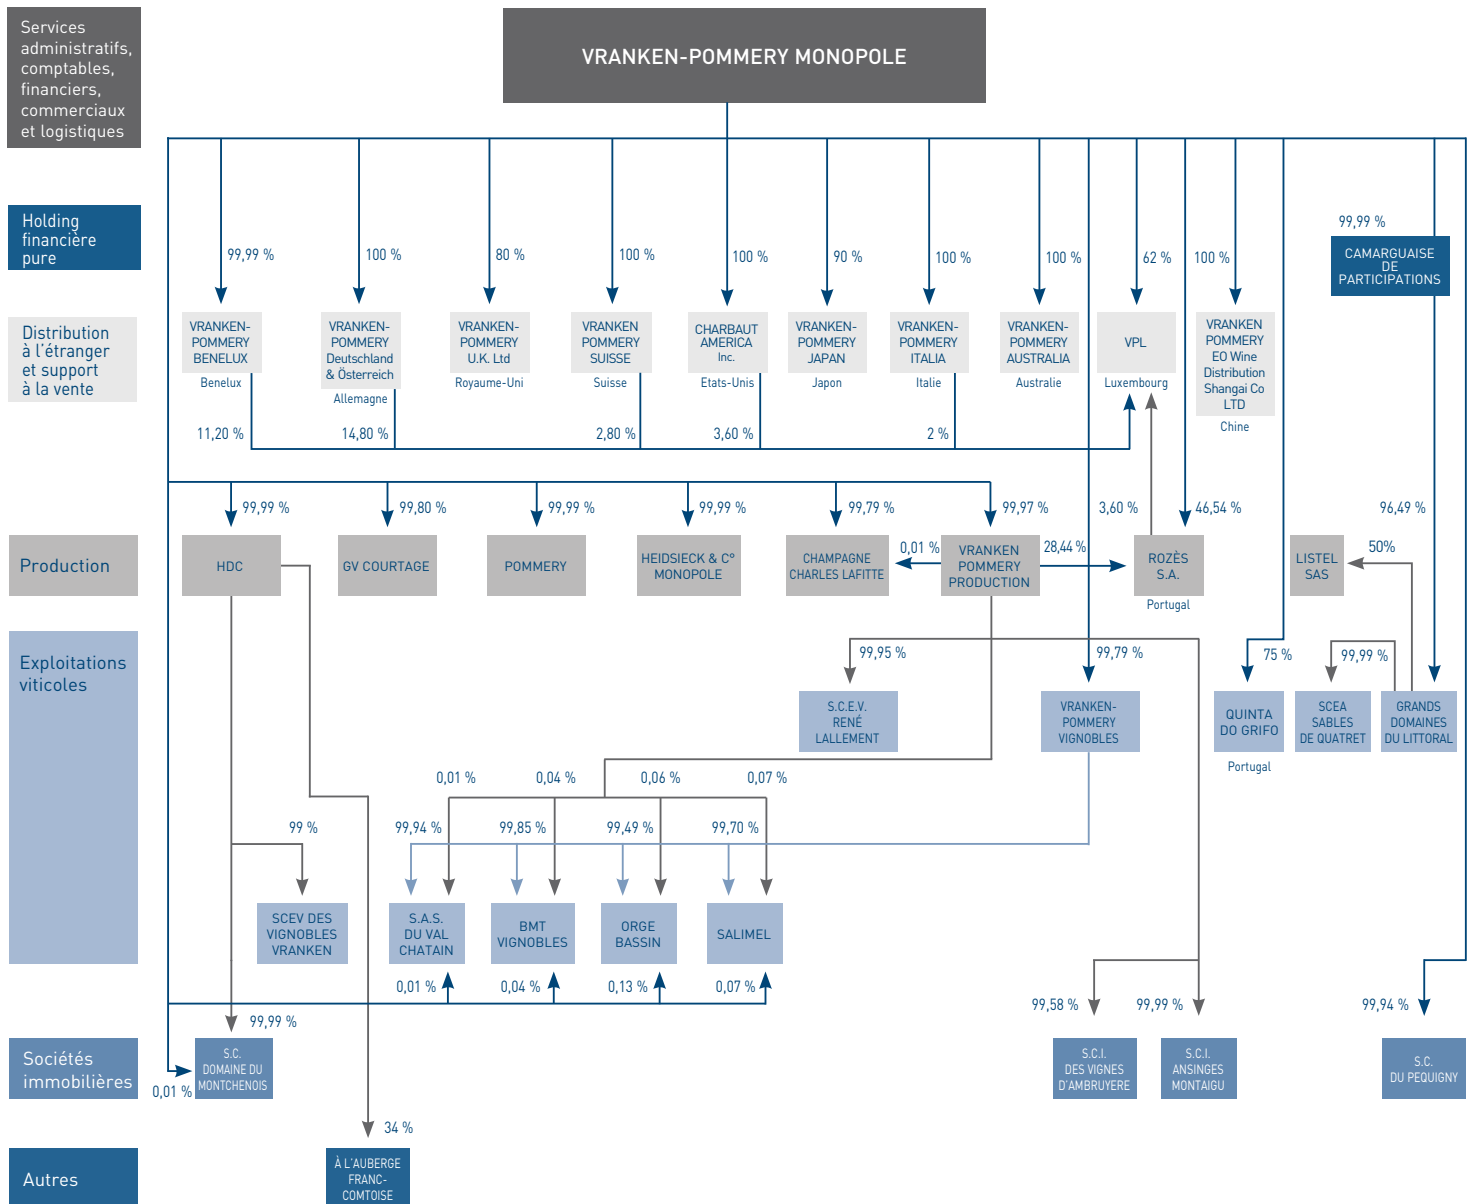 Services
administratifs,
comptables,
financiers,
commerciaux
et logistiques
VRANKEN-POMMERY MONOPOLE
Holding
financière
pure
99,99 %
100 %
80 %
100 %
100 %
90 %
100 %
100 %
62 %
100 %
99,99 %
CAMARGUAISE
DE
PARTICIPATIONS
Distribution
à l'étranger
et support
à la vente
VRANKEN-
POMMERY
BENELUX
Benelux
VRANKEN-
POMMERY
Deutschland
& Österreich
Allemagne
VRANKEN-
POMMERY
U.K. Ltd
Royaume-Uni
VRANKEN
POMMERY
SUISSE
Suisse
CHARBAUT
AMERICA
Inc.
Etats-Unis
VRANKEN-
POMMERY
JAPAN
Japon
VRANKEN-
POMMERY
ITALIA
Italie
VRANKEN-
POMMERY
AUSTRALIA
Australie
VPL
Luxembourg
VRANKEN
POMMERY
EO Wine
Distribution
Shangai Co
LTD
Chine
11,20 %
14,80 %
2,80 %
3,60 %
2 %
99,99 %
99,80 %
99,99 %
99,99 %
99,79 %
99,97 %
3,60 %
46,54 %
96,49 %
Production
HDC
GV COURTAGE
POMMERY
HEIDSIECK & C°
MONOPOLE
CHAMPAGNE
CHARLES LAFITTE
0,01 %
VRANKEN
POMMERY
PRODUCTION
28,44 %
ROZÈS
S.A.
Portugal
LISTEL
SAS
50%
Exploitations
viticoles
99,95 %
99,79 %
75 %
99,99 %
S.C.E.V.
RENÉ
LALLEMENT
VRANKEN-
POMMERY
VIGNOBLES
QUINTA
DO GRIFO
Portugal
SCEA
SABLES
DE QUATRET
GRANDS
DOMAINES
DU LITTORAL
0,01 %
0,04 %
0,06 %
0,07 %
99 %
99,94 %
99,85 %
99,49 %
99,70 %
SCEV DES
VIGNOBLES
VRANKEN
S.A.S.
DU VAL
CHATAIN
BMT
VIGNOBLES
ORGE
BASSIN
SALIMEL
0,01 %
0,04 %
0,13 %
0,07 %
99,99 %
99,58 %
99,99 %
99,94 %
Sociétés
immobilières
0,01 %
S.C.
DOMAINE DU
MONTCHENOIS
S.C.I.
DES VIGNES
D'AMBRUYERE
S.C.I.
ANSINGES
MONTAIGU
S.C.
DU PEQUIGNY
34 %
Autres
À L'AUBERGE
FRANC-
COMTOISE